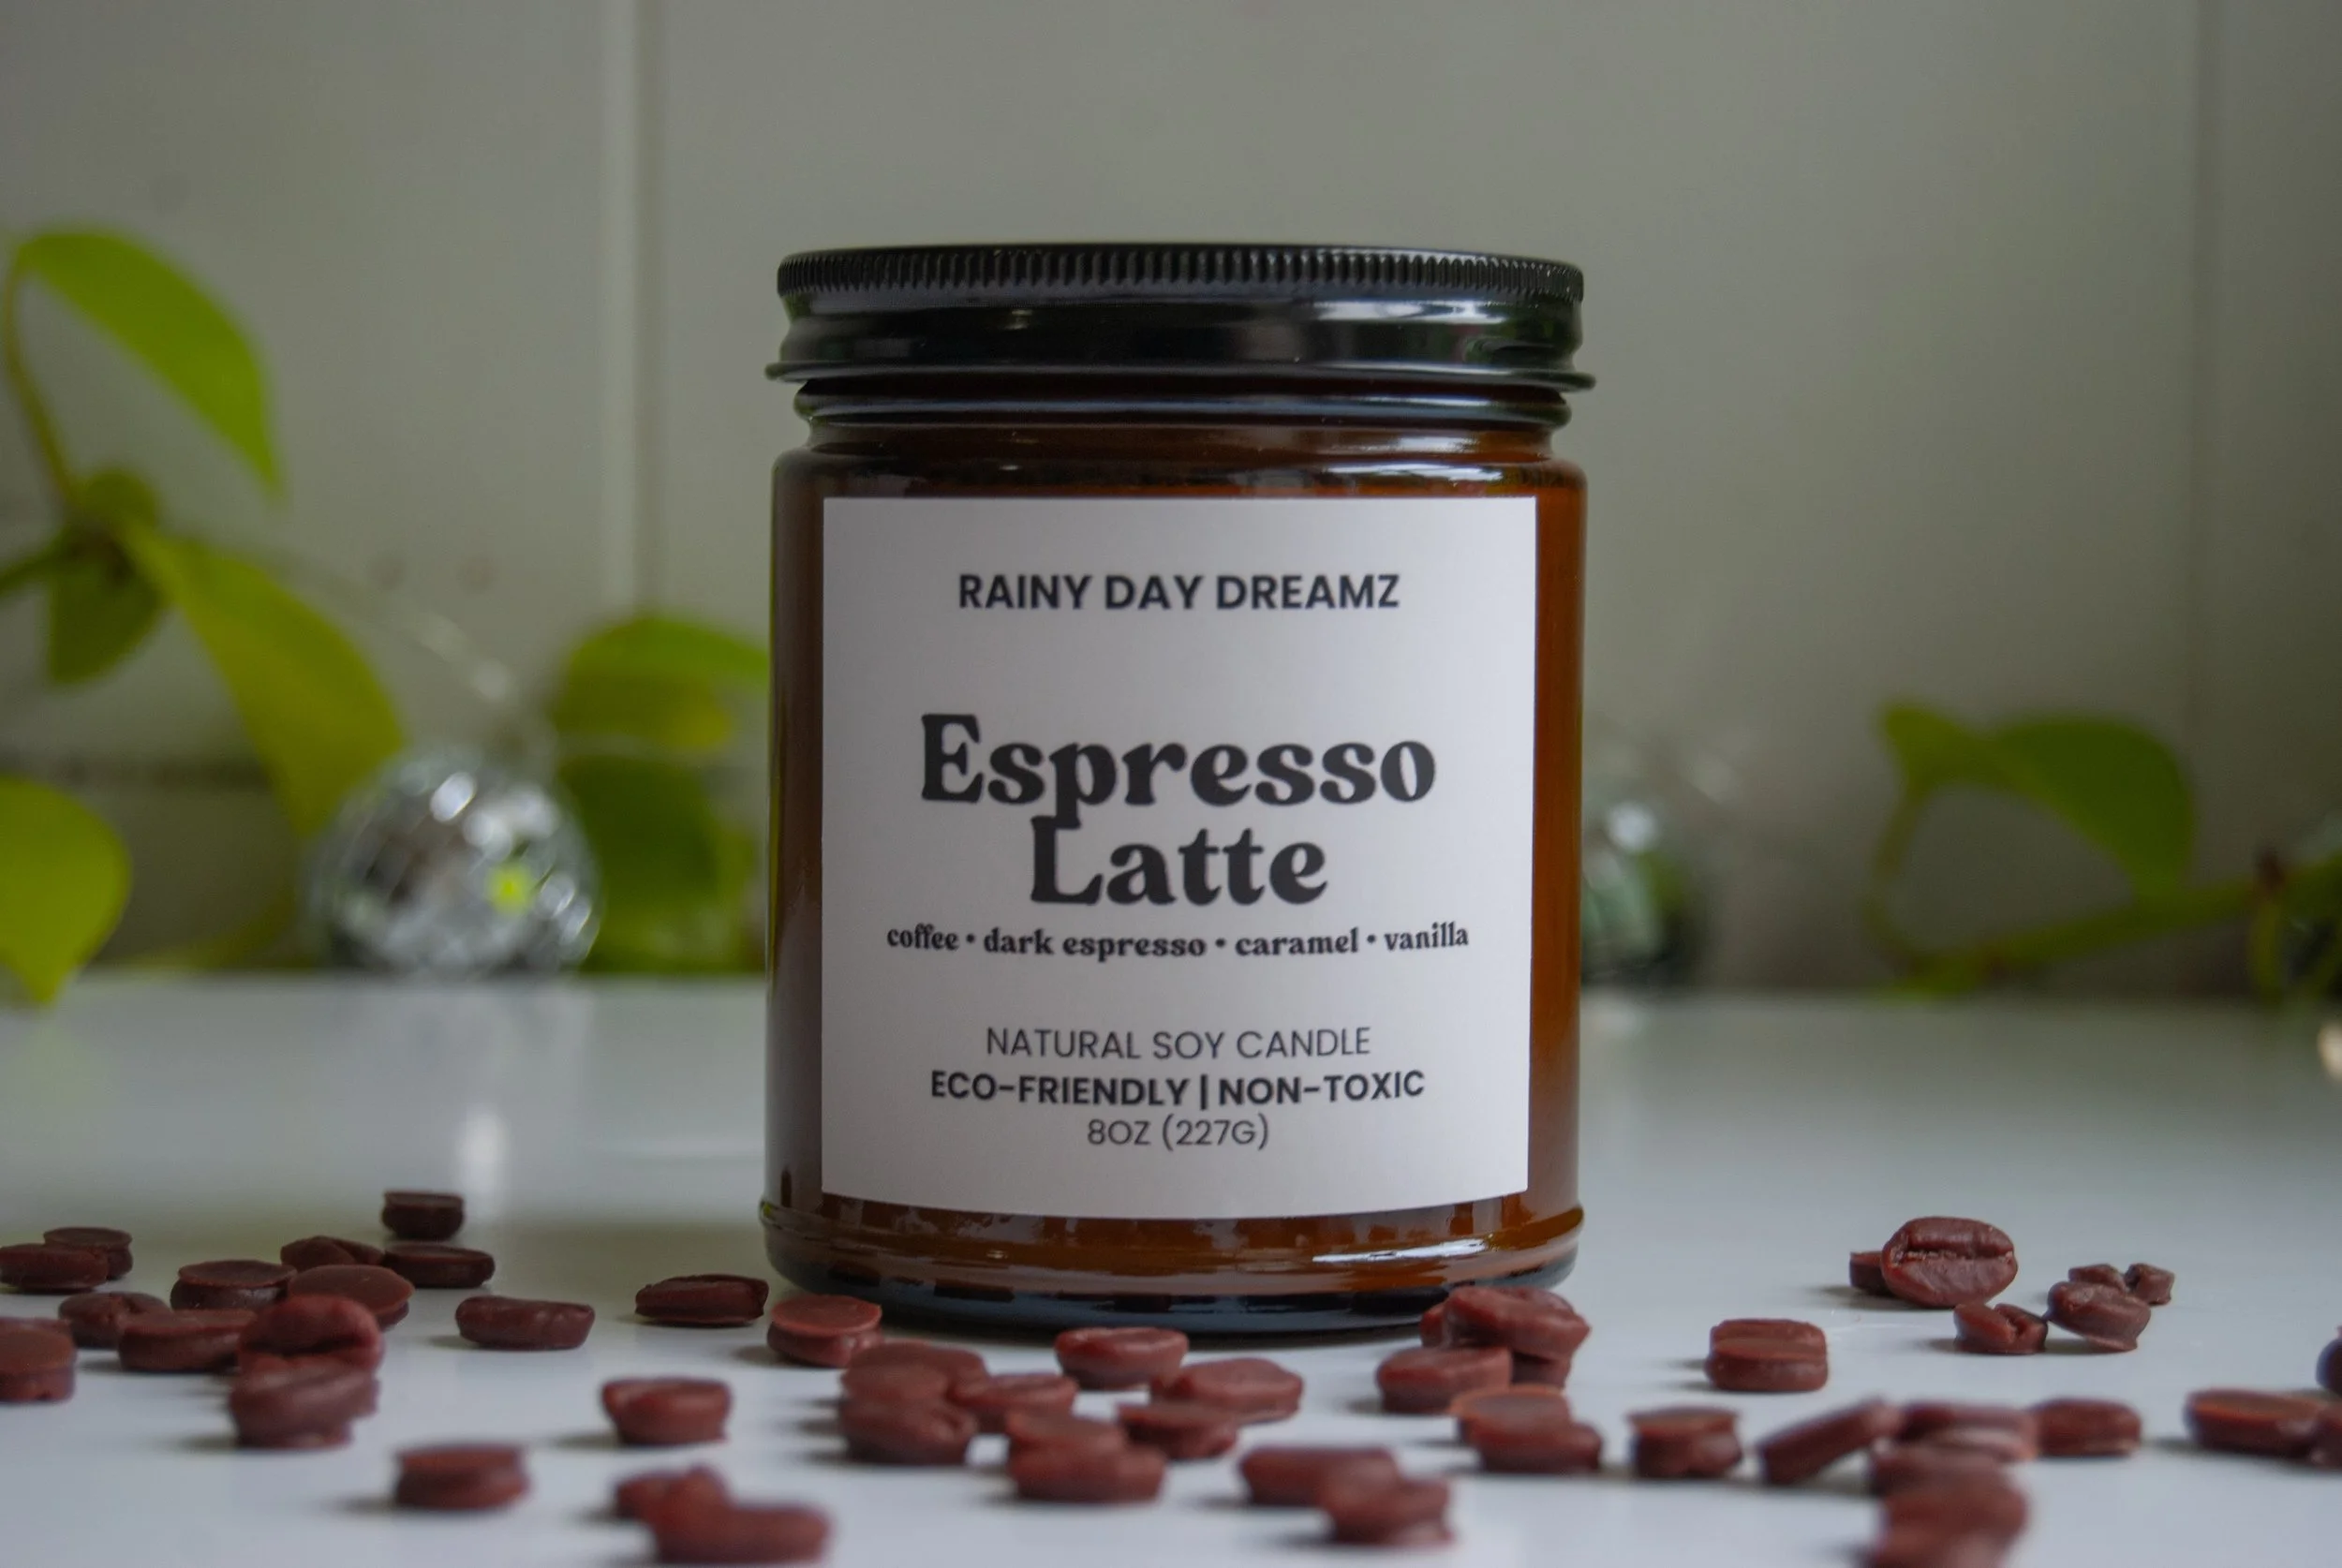 RAINY DAY DREAMZ
Espresso
Latte
coffee • dark espresso • caramel • vanilla
NATURAL SOY CANDLE
ECO-FRIENDLY | NON-TOXIC
8OZ (227G)